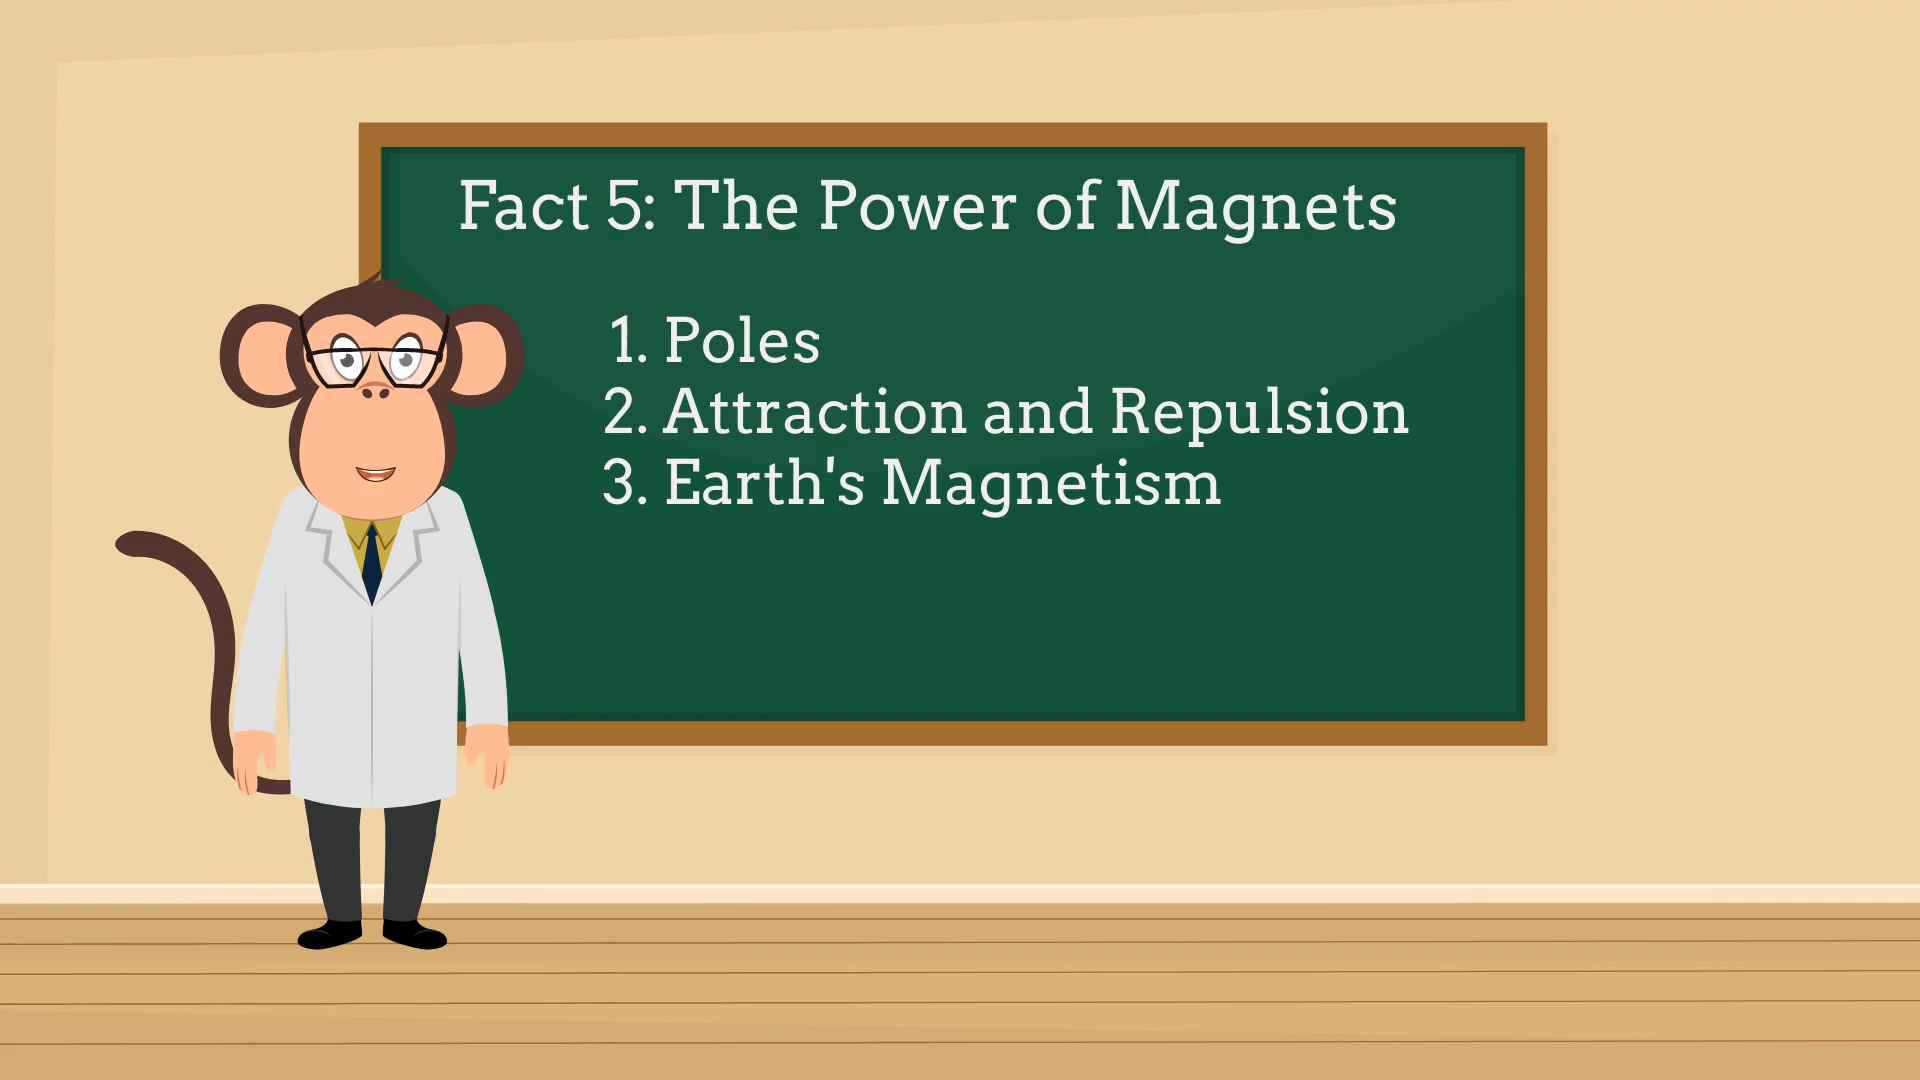 Fact 5: The Power of Magnets
1. Poles
2. Attraction and Repulsion
3. Earth's Magnetism